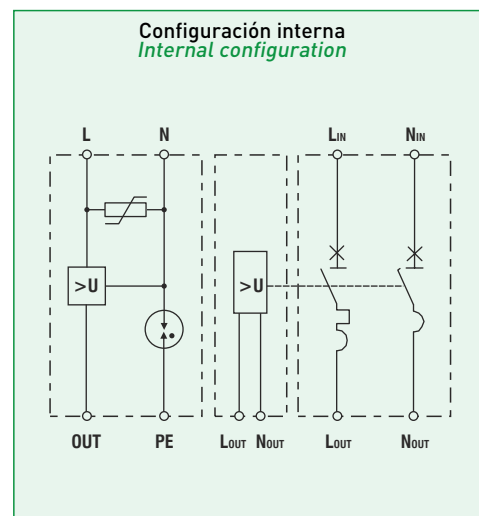 Configuración interna
Internal configuration
L N LIN NIN
>U >U
OUT PE LOUT NOUT LOUT NOUT